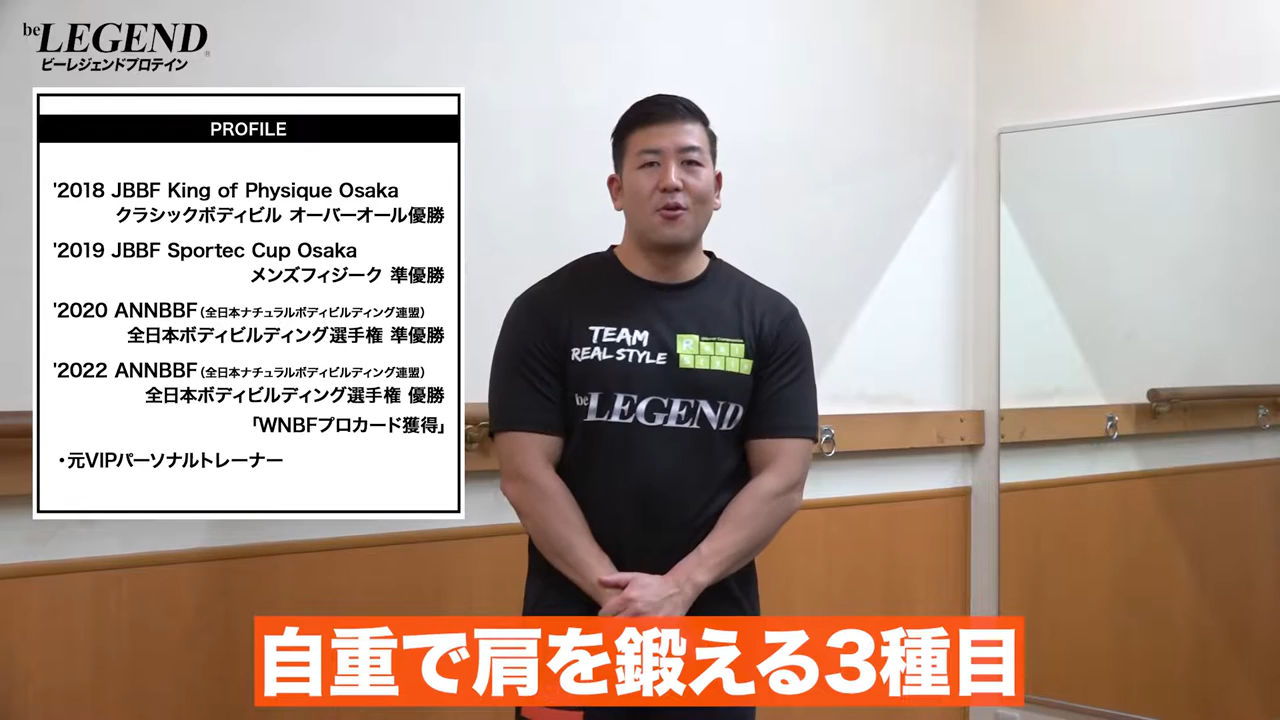 be LEGEND
ビーレジェンドプロテイン
PROFILE
'2018 JBBF King of Physique Osaka
クラシックボディビル オーバーオール優勝
'2019 JBBF Sportec Cup Osaka
メンズフィジーク 準優勝
'2020 ANNBBF(全日本ナチュラルボディビルディング連盟)
全日本ボディビルディング選手権 準優勝
'2022 ANNBBF(全日本ナチュラルボディビルディング連盟)
全日本ボディビルディング選手権 優勝
「WNBFプロカード獲得」
・元VIPパーソナルトレーナー
TEAM
REAL STYLE
be LEGEND
自重で肩を鍛える3種目